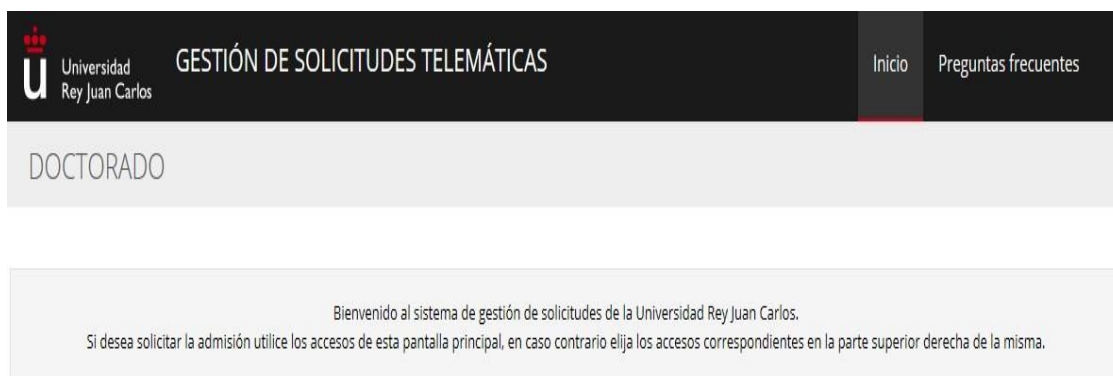 Universidad
Rey Juan Carlos
GESTIÓN DE SOLICITUDES TELEMÁTICAS
Inicio
Preguntas frecuentes
DOCTORADO
Bienvenido al sistema de gestión de solicitudes de la Universidad Rey Juan Carlos.
Si desea solicitar la admisión utilice los accesos de esta pantalla principal, en caso contrario elija los accesos correspondientes en la parte superior derecha de la misma.